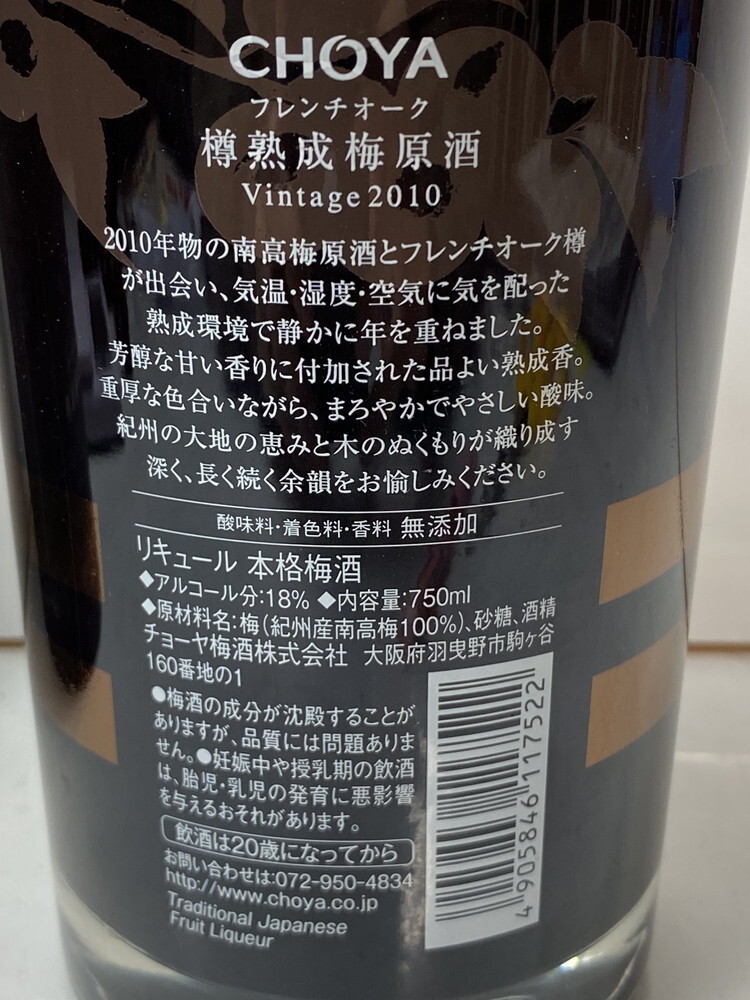 CHOYA
フレンチオーク
樽熟成梅原酒
Vintage 2010
2010年物の南高梅原酒とフレンチオーク樽
が出会い、気温・湿度・空気に気を配った
熟成環境で静かに年を重ねました。
芳醇な甘い香りに付加された品よい熟成香。
重厚な色合いながら、まろやかでやさしい酸味。
紀州の大地の恵みと木のぬくもりが織り成す
深く、長く続く余韻をお愉しみください。
酸味料・着色料・香料 無添加
リキュール 本格梅酒
◆アルコール分:18% ◆内容量:750ml
◆原材料名:梅(紀州産南高梅100%)、砂糖、酒精
チョーヤ梅酒株式会社 大阪府羽曳野市駒ヶ谷
160番地の1
●梅酒の成分が沈殿することが
ありますが、品質には問題ありま
せん。●妊娠中や授乳期の飲酒
は、胎児・乳児の発育に悪影響
を与えるおそれがあります。
飲酒は20歳になってから
お問い合わせは:072-950-4834
http://www.choya.co.jp
Traditional Japanese
Fruit Liqueur
4 905846 117522